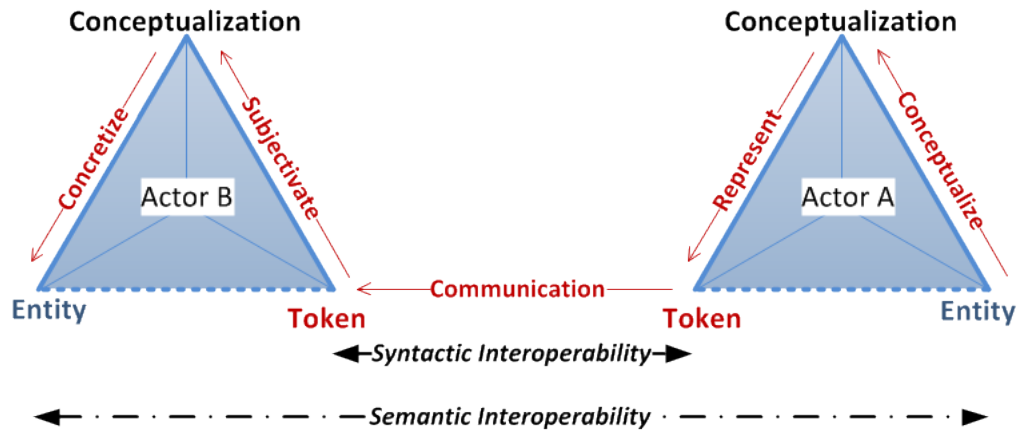 Conceptualization
Conceptualization
Concretize
Subjectivate
Represent
Conceptualize
Actor B
Actor A
Communication
Entity
Token
Token
Entity
Syntactic Interoperability
Semantic Interoperability